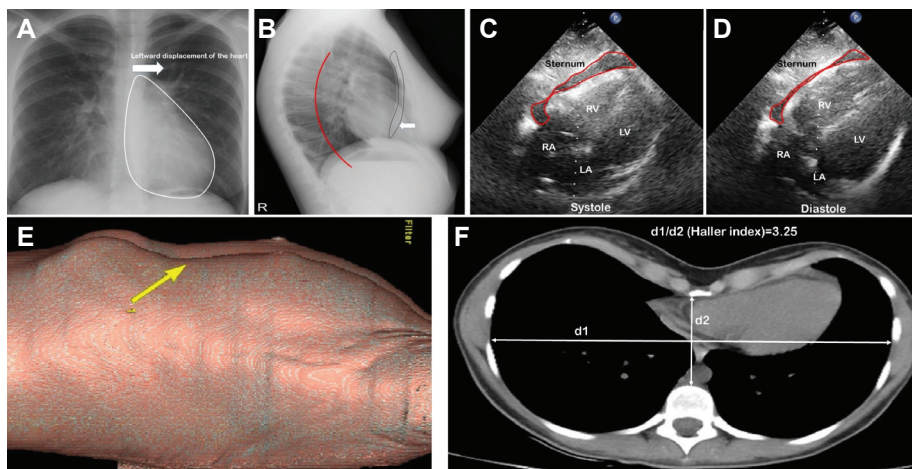 A
Leftward displacement of the heart
B
R
C
P
Sternum
RV
LV
RA
LA
Systole
D
P
Sternum
RV
LV
RA
LA
Diastole
E
Filter
F
d1/d2 (Haller index)=3.25
d1
d2